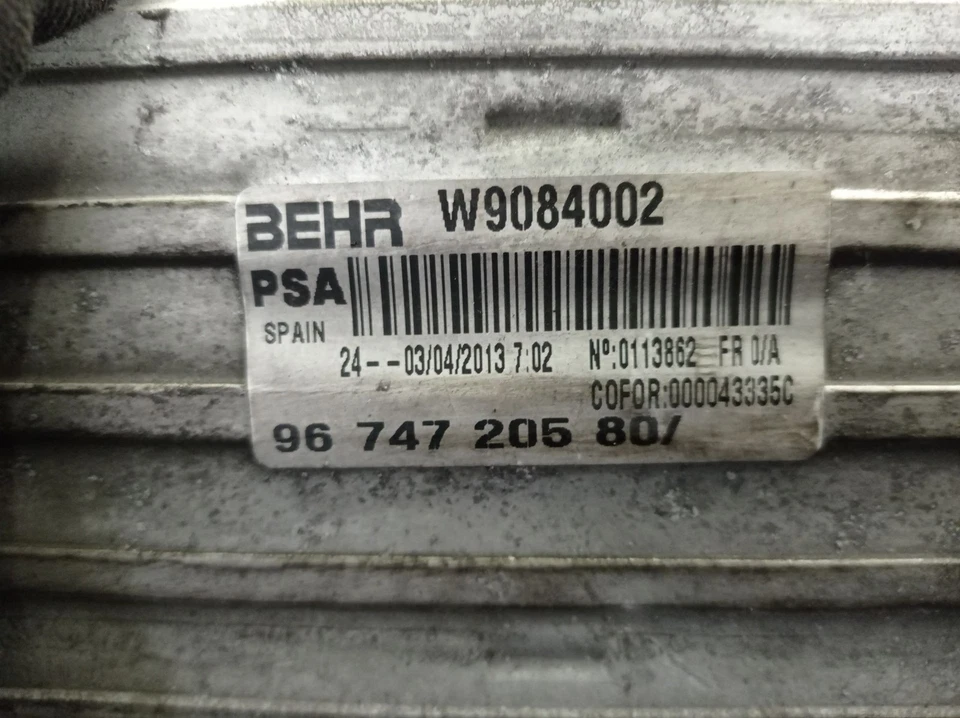 BEHR W9084002
PSA
SPAIN
24--03/04/2013 7:02 Nº:0113862 FR 0/A
COFOR:000043335C
96 747 205 80/